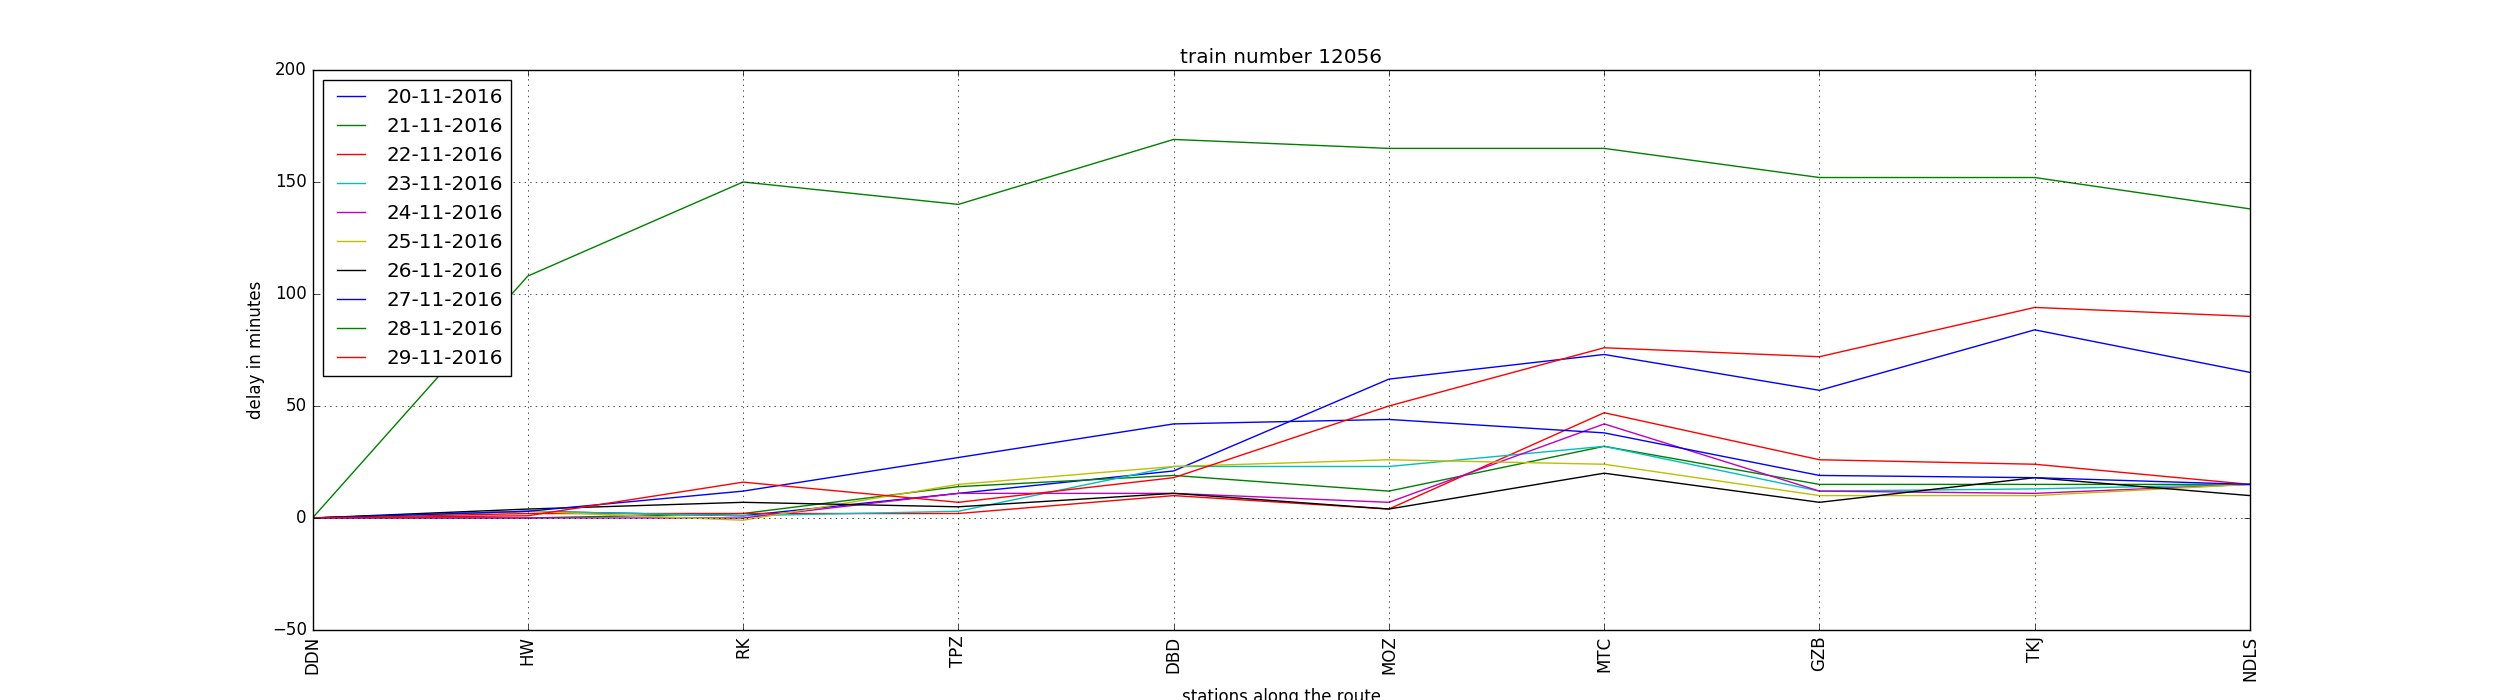 train number 12056
200
150
100
50
0
−50
delay in minutes
20-11-2016
21-11-2016
22-11-2016
23-11-2016
24-11-2016
25-11-2016
26-11-2016
27-11-2016
28-11-2016
29-11-2016
DDN
HW
RK
TPZ
DBD
MOZ
MTC
GZB
TKJ
NDLS
stations along the route